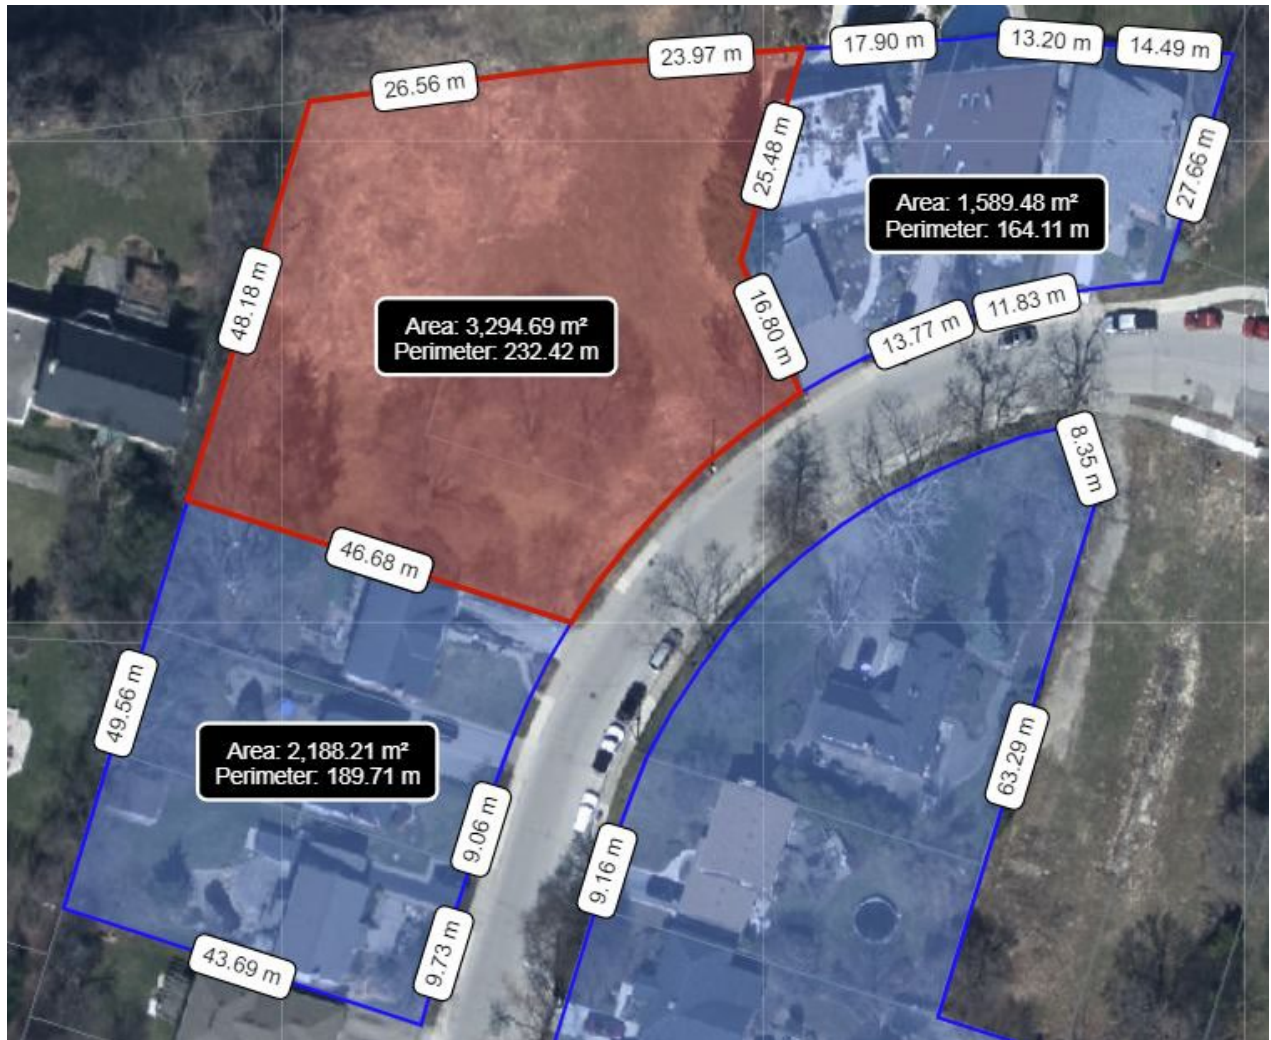 17.90 m
13.20 m
14.49 m
23.97 m
26.56 m
25.48 m
27.66 m
Area: 1,589.48 m²
Perimeter: 164.11 m
48.18 m
16.80 m
11.83 m
13.77 m
Area: 3,294.69 m²
Perimeter: 232.42 m
8.35 m
46.68 m
49.56 m
Area: 2,188.21 m²
Perimeter: 189.71 m
63.29 m
9.06 m
9.16 m
9.73 m
43.69 m